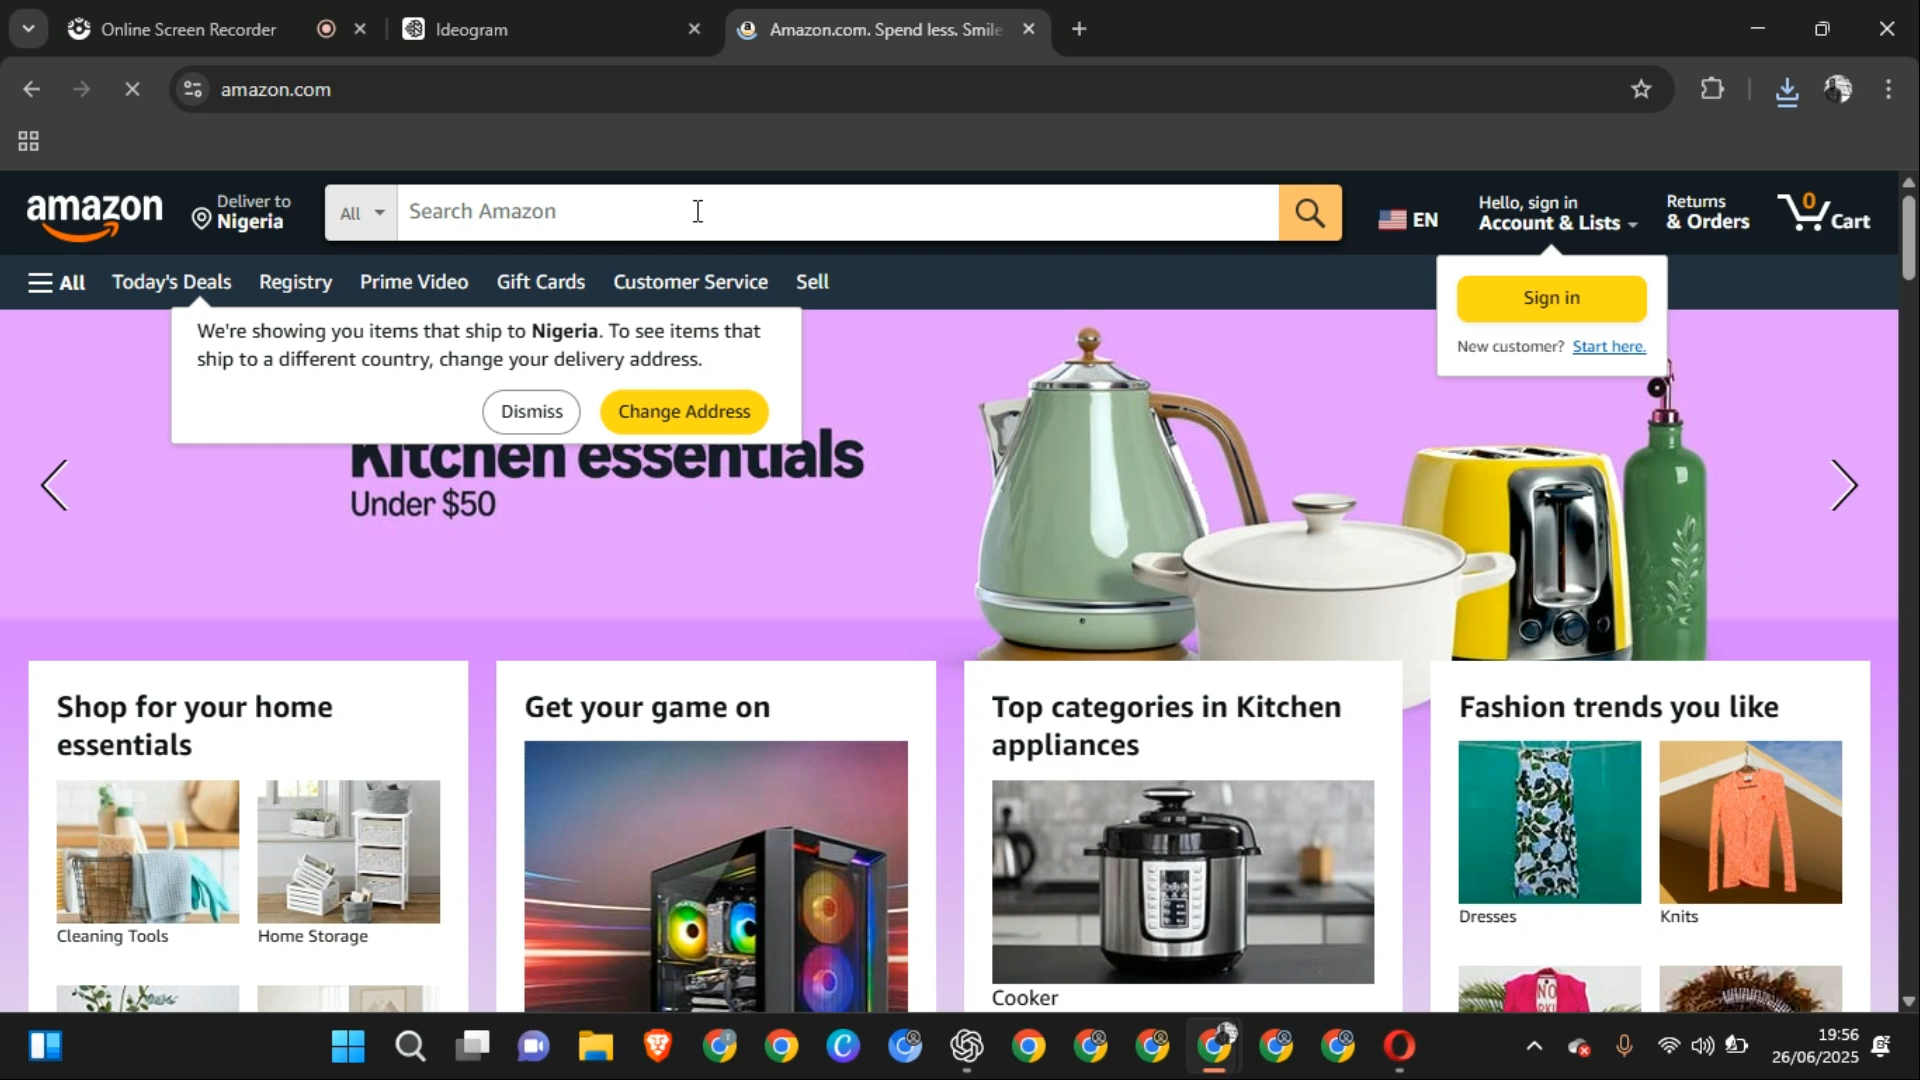 Online Screen Recorder
Ideogram
Amazon.com. Spend less. Smile
amazon.com
amazon
Deliver to
Nigeria
All
Search Amazon
EN
Hello, sign in
Account & Lists
Returns
& Orders
0
Cart
All
Today's Deals
Registry
Prime Video
Gift Cards
Customer Service
Sell
We're showing you items that ship to Nigeria. To see items that
ship to a different country, change your delivery address.
Dismiss
Change Address
Sign in
New customer? Start here.
Kitchen essentials
Under $50
Shop for your home
essentials
Cleaning Tools
Home Storage
Get your game on
Top categories in Kitchen
appliances
Cooker
Fashion trends you like
Dresses
Knits
NO
19:56
26/06/2025